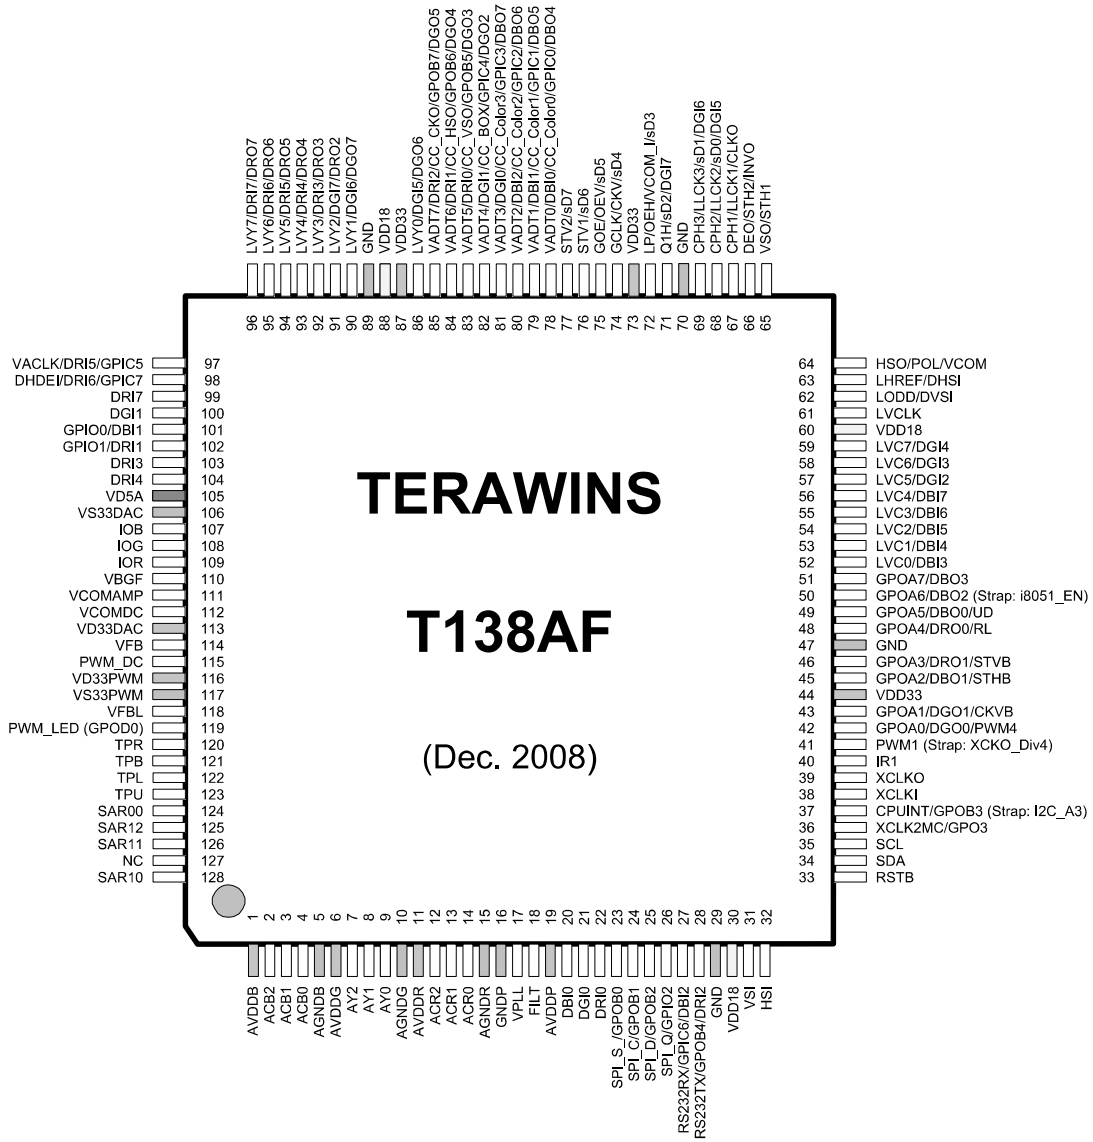 LVY7/DRI7/DRO7
LVY6/DRI6/DRO6
LVY5/DRI5/DRO5
LVY4/DRI4/DRO4
LVY3/DRI3/DRO3
LVY2/DGI7/DRO2
LVY1/DGI6/DGO7
GND
VDD18
VDD33
LVY0/DGI5/DGO6
VADT7/DRI2/CC_CKO/GPOB7/DGO5
VADT6/DRI1/CC_HSO/GPOB6/DGO4
VADT5/DRI0/CC_VSO/GPOB5/DGO3
VADT4/DGI1/CC_BOX/GPIC4/DGO2
VADT3/DGI0/CC_Color3/GPIC3/DBO7
VADT2/DBI2/CC_Color2/GPIC2/DBO6
VADT1/DBI1/CC_Color1/GPIC1/DBO5
VADT0/DBI0/CC_Color0/GPIC0/DBO4
STV2/sD7
STV1/sD6
GOE/OEV/sD5
GCLK/CKV/sD4
VDD33
LP/OEH/VCOM_I/sD3
Q1H/sD2/DGI7
GND
CPH3/LLCK3/sD1/DGI6
CPH2/LLCK2/sD0/DGI5
CPH1/LLCK1/CLKO
DEO/STH2/INVO
VSO/STH1
96 95 94 93 92 91 90 89 88 87 86 85 84 83 82 81 80 79 78 77 76 75 74 73 72 71 70 69 68 67 66 65
VACLK/DRI5/GPIC5 97
DHDEI/DRI6/GPIC7 98
DRI7 99
DGI1 100
GPIO0/DBI1 101
GPIO1/DRI1 102
DRI3 103
DRI4 104
VD5A 105
VS33DAC 106
IOB 107
IOG 108
IOR 109
VBGF 110
VCOMAMP 111
VCOMDC 112
VD33DAC 113
VFB 114
PWM_DC 115
VD33PWM 116
VS33PWM 117
VFBL 118
PWM_LED (GPOD0) 119
TPR 120
TPB 121
TPL 122
TPU 123
SAR00 124
SAR12 125
SAR11 126
NC 127
SAR10 128
TERAWINS
T138AF
(Dec. 2008)
64 HSO/POL/VCOM
63 LHREF/DHSI
62 LODD/DVSI
61 LVCLK
60 VDD18
59 LVC7/DGI4
58 LVC6/DGI3
57 LVC5/DGI2
56 LVC4/DBI7
55 LVC3/DBI6
54 LVC2/DBI5
53 LVC1/DBI4
52 LVC0/DBI3
51 GPOA7/DBO3
50 GPOA6/DBO2 (Strap: i8051_EN)
49 GPOA5/DBO0/UD
48 GPOA4/DRO0/RL
47 GND
46 GPOA3/DRO1/STVB
45 GPOA2/DBO1/STHB
44 VDD33
43 GPOA1/DGO1/CKVB
42 GPOA0/DGO0/PWM4
41 PWM1 (Strap: XCKO_Div4)
40 IR1
39 XCLKO
38 XCLKI
37 CPUINT/GPOB3 (Strap: I2C_A3)
36 XCLK2MC/GPO3
35 SCL
34 SDA
33 RSTB
1 2 3 4 5 6 7 8 9 10 11 12 13 14 15 16 17 18 19 20 21 22 23 24 25 26 27 28 29 30 31 32
AVDDB
ACB2
ACB1
ACB0
AGNDB
AVDDG
AY2
AY1
AY0
AGNDG
AVDDR
ACR2
ACR1
ACR0
AGNDR
GNDP
VPLL
FILT
AVDDP
DBI0
DGI0
DRI0
SPI_S_/GPOB0
SPI_C/GPOB1
SPI_D/GPOB2
SPI_Q/GPIO2
RS232RX/GPIC6/DBI2
RS232TX/GPOB4/DRI2
GND
VDD18
VSI
HSI